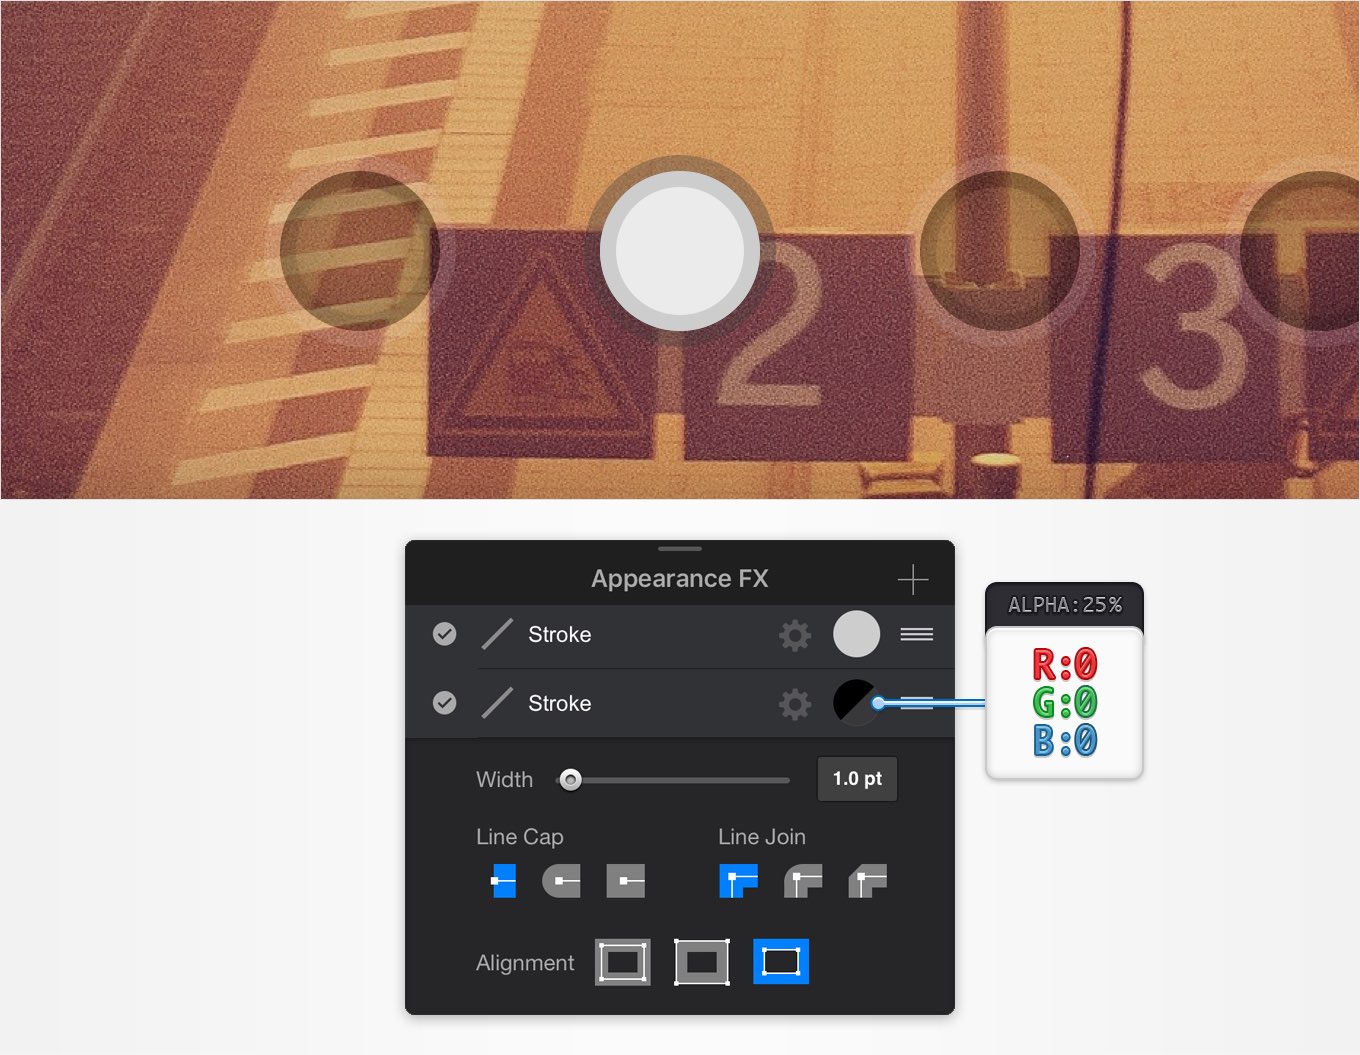 2
3
Appearance FX
Stroke
Stroke
Width
1.0 pt
Line Cap
Line Join
Alignment
ALPHA:25%
R:0
G:0
B:0